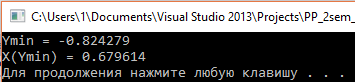 C:\Users\1\Documents\Visual Studio 2013\Projects\PP_2sem_
Ymin = -0.824279
X(Ymin) = 0.679614
Для продолжения нажмите любую клавишу . . .